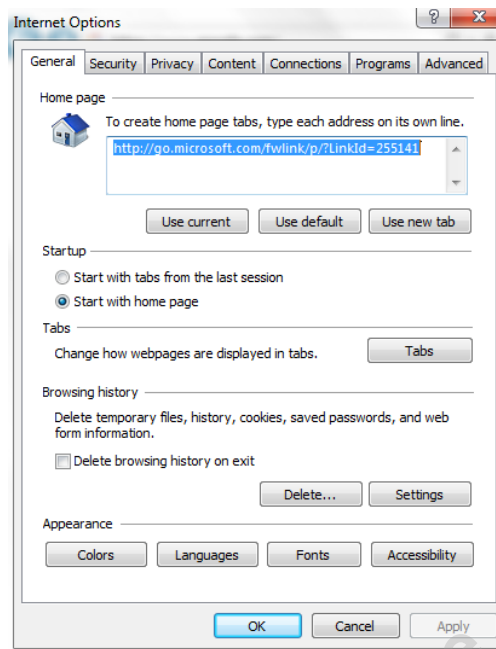 Internet Options
General Security Privacy Content Connections Programs Advanced
Home page
To create home page tabs, type each address on its own line.
http://go.microsoft.com/fwlink/p/?LinkId=255141
Use current Use default Use new tab
Startup
Start with tabs from the last session
Start with home page
Tabs
Change how webpages are displayed in tabs. Tabs
Browsing history
Delete temporary files, history, cookies, saved passwords, and web
form information.
Delete browsing history on exit
Delete... Settings
Appearance
Colors Languages Fonts Accessibility
OK Cancel Apply